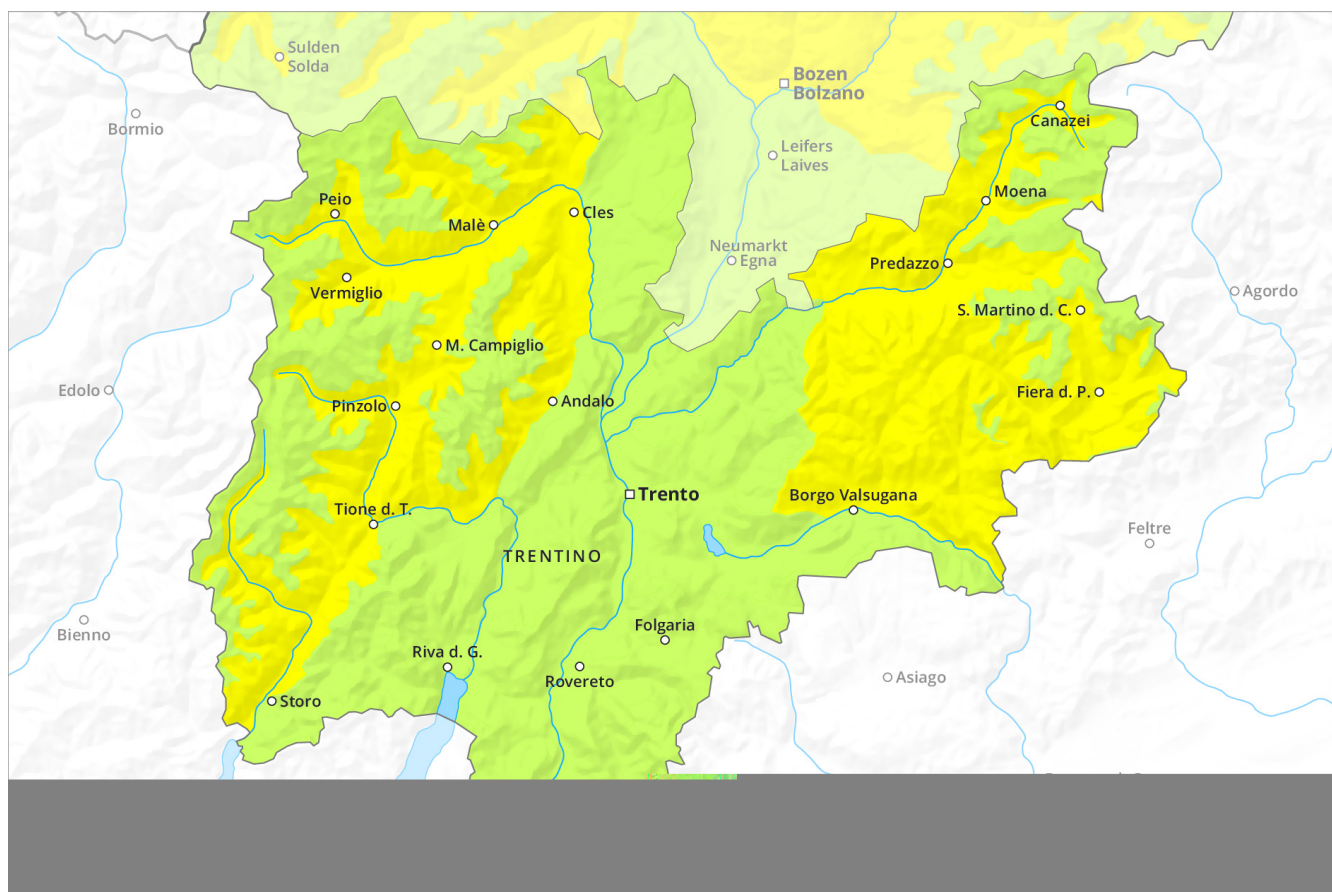 Sulden
Solda
Bozen
Bolzano
Bormio
Canazei
Leifers
Laives
Peio
Moena
Malè
Cles
Neumarkt
Egna
Predazzo
Vermiglio
Agordo
S. Martino d. C.
M. Campiglio
Edolo
Fiera d. P.
Pinzolo
Andalo
Trento
Borgo Valsugana
Tione d. T.
Feltre
TRENTINO
Bienno
Folgaria
Riva d. G.
Rovereto
Asiago
Storo